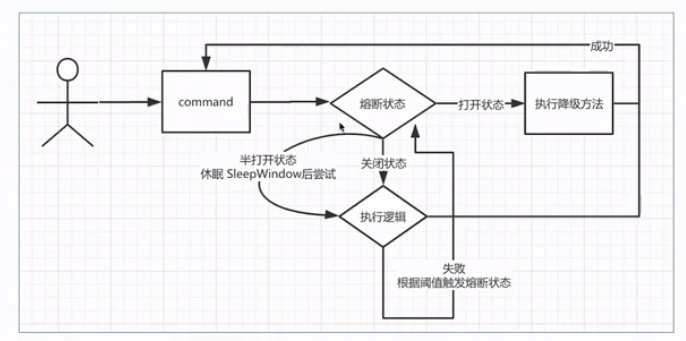 成功
command
熔断状态
打开状态
执行降级方法
半打开状态
休眠 SleepWindow后尝试
关闭状态
执行逻辑
失败
根据阈值触发熔断状态